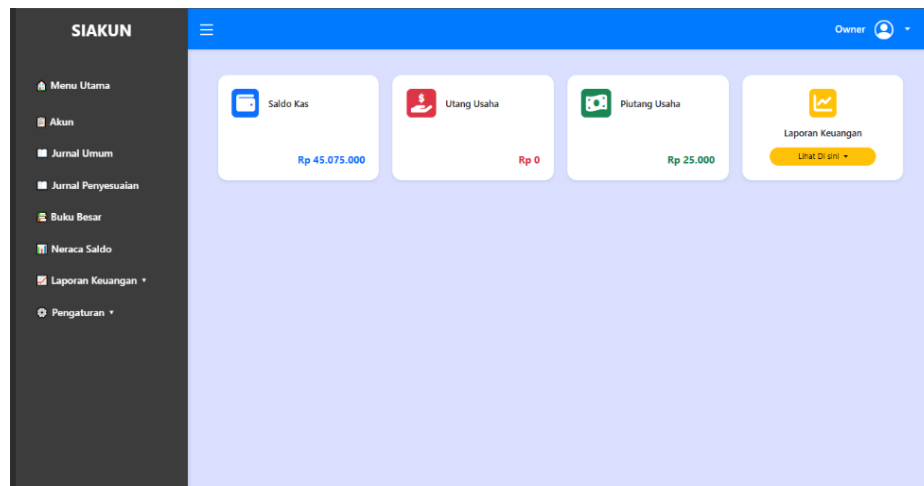 SIAKUN
Owner
Menu Utama
Akun
Jurnal Umum
Jurnal Penyesuaian
Buku Besar
Neraca Saldo
Laporan Keuangan
Pengaturan
Saldo Kas
Rp 45.075.000
Utang Usaha
Rp 0
Piutang Usaha
Rp 25.000
Laporan Keuangan
Lihat Di sini